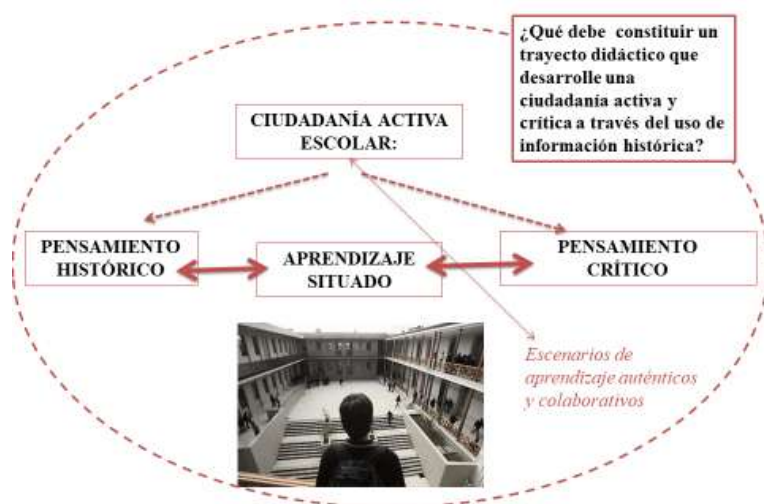 ¿Qué debe constituir un
trayecto didáctico que
desarrolle una
ciudadanía activa y
crítica a través del uso de
información histórica?
CIUDADANÍA ACTIVA
ESCOLAR:
PENSAMIENTO
HISTÓRICO
APRENDIZAJE
SITUADO
PENSAMIENTO
CRÍTICO
Escenarios de
aprendizaje auténticos
y colaborativos